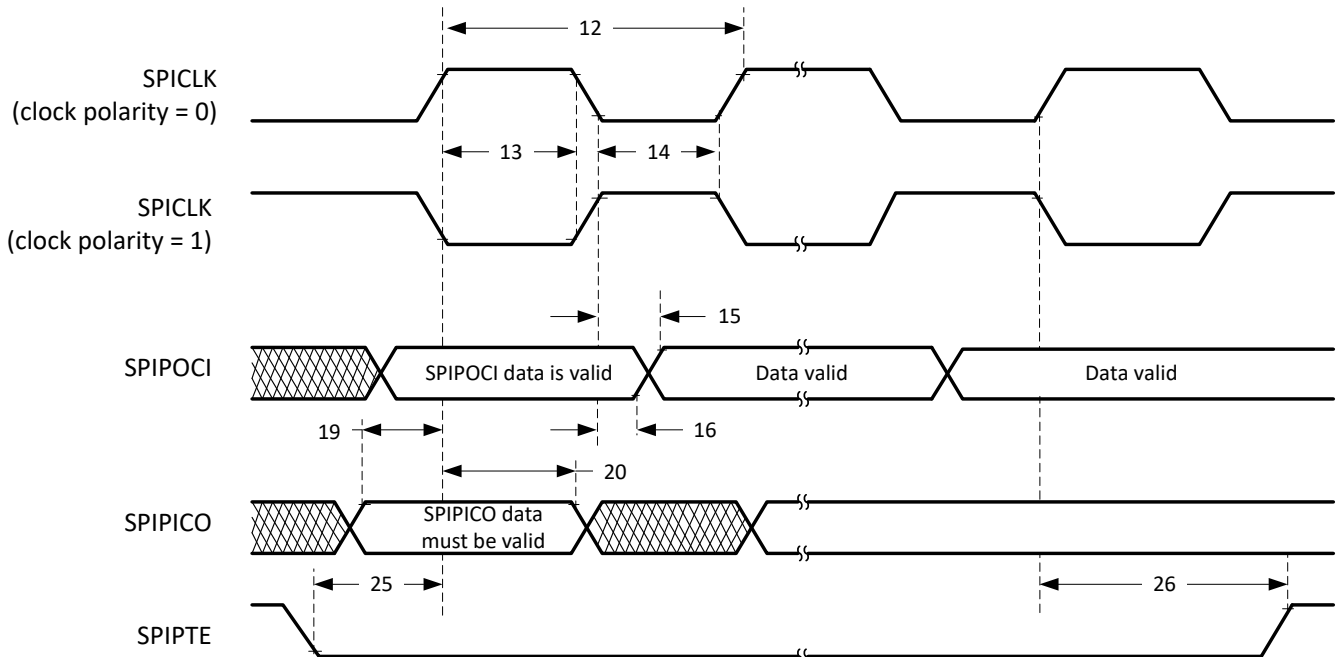 12
SPICLK
(clock polarity = 0)
13
14
SPICLK
(clock polarity = 1)
15
SPIPOCI
SPIPOCI data is valid
Data valid
Data valid
19
16
20
SPIPICO
SPIPICO data
must be valid
25
26
SPIPTE